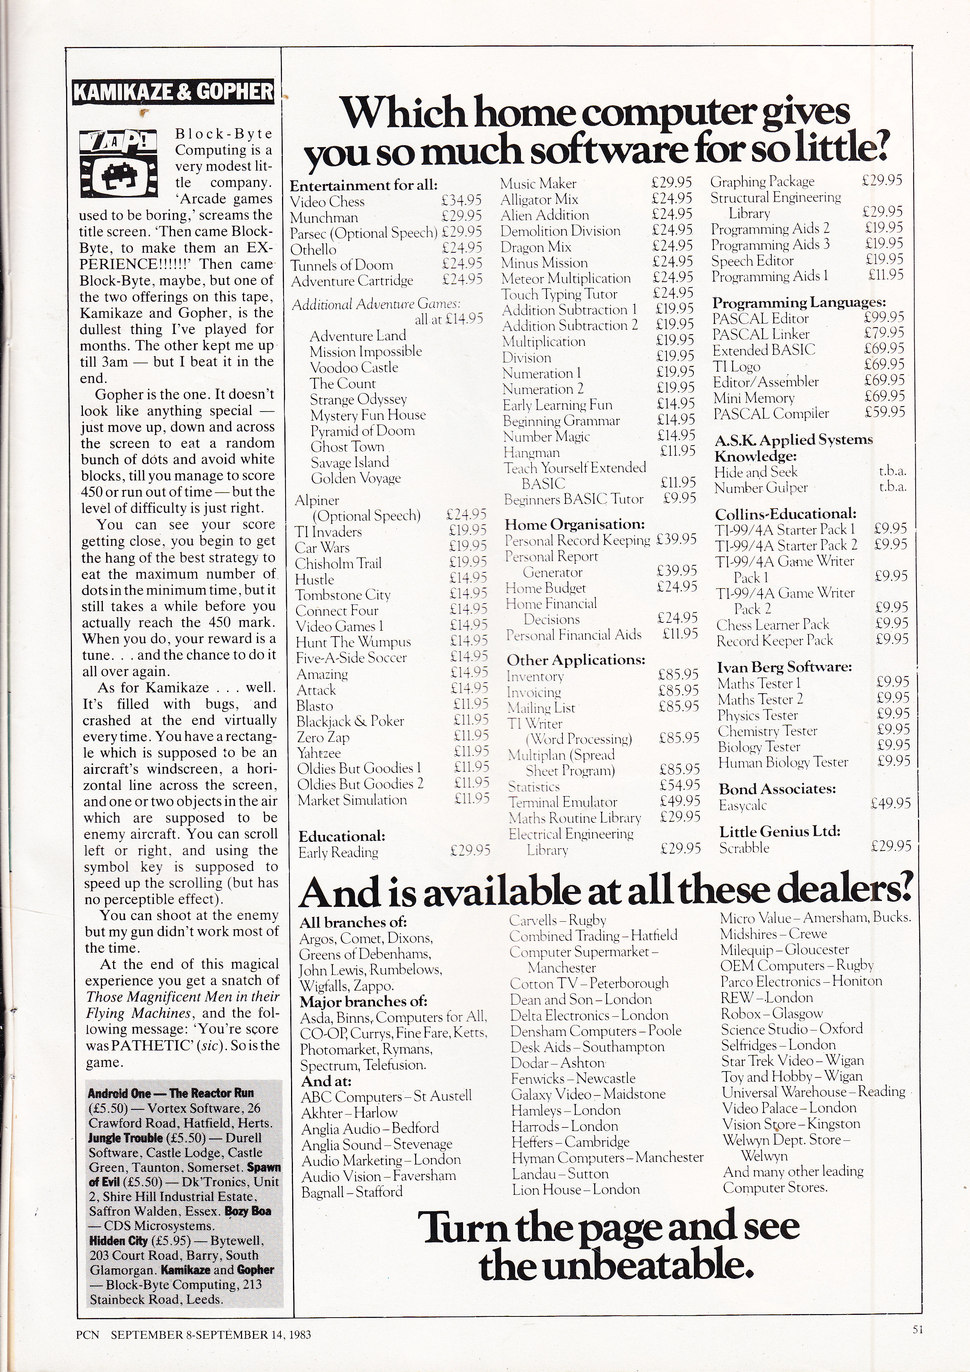 KAMIKAZE & GOPHER
ZAP!
Block-Byte
Computing is a
very modest lit-
tle company.
'Arcade games
used to be boring,' screams the
title screen. 'Then came Block-
Byte, to make them an EX-
PERIENCE!!!!!!' Then came
Block-Byte, maybe, but one of
the two offerings on this tape,
Kamikaze and Gopher, is the
dullest thing I've played for
months. The other kept me up
till 3am — but I beat it in the
end.
Gopher is the one. It doesn't
look like anything special —
just move up, down and across
the screen to eat a random
bunch of dots and avoid white
blocks, till you manage to score
450 or run out of time — but the
level of difficulty is just right.
You can see your score
getting close, you begin to get
the hang of the best strategy to
eat the maximum number of
dots in the minimum time, but it
still takes a while before you
actually reach the 450 mark.
When you do, your reward is a
tune. . . and the chance to do it
all over again.
As for Kamikaze . . . well.
It's filled with bugs, and
crashed at the end virtually
every time. You have a rectang-
le which is supposed to be an
aircraft's windscreen, a hori-
zontal line across the screen,
and one or two objects in the air
which are supposed to be
enemy aircraft. You can scroll
left or right, and using the
symbol key is supposed to
speed up the scrolling (but has
no perceptible effect).
You can shoot at the enemy
but my gun didn't work most of
the time.
At the end of this magical
experience you get a snatch of
Those Magnificent Men in their
Flying Machines, and the fol-
lowing message: 'You're score
was PATHETIC' (sic). So is the
game.
Android One — The Reactor Run
(£5.50) — Vortex Software, 26
Crawford Road, Hatfield, Herts.
Jungle Trouble (£5.50) — Durell
Software, Castle Lodge, Castle
Green, Taunton, Somerset. Spawn
of Evil (£5.50) — Dk'Tronics, Unit
2, Shire Hill Industrial Estate,
Saffron Walden, Essex. Bozy Boa
— CDS Microsystems.
Hidden City (£5.95) — Bytewell,
203 Court Road, Barry, South
Glamorgan. Kamikaze and Gopher
— Block-Byte Computing, 213
Stainbeck Road, Leeds.
Which home computer gives
you so much software for so little?
Entertainment for all:
Video Chess £34.95
Munchman £29.95
Parsec (Optional Speech) £29.95
Othello £24.95
Tunnels of Doom £24.95
Adventure Cartridge £24.95
Additional Adventure Games:
all at £14.95
Adventure Land
Mission Impossible
Voodoo Castle
The Count
Strange Odyssey
Mystery Fun House
Pyramid of Doom
Ghost Town
Savage Island
Golden Voyage
Alpiner
(Optional Speech) £24.95
TI Invaders £19.95
Car Wars £19.95
Chisholm Trail £19.95
Hustle £14.95
Tombstone City £14.95
Connect Four £14.95
Video Games 1 £14.95
Hunt The Wumpus £14.95
Five-A-Side Soccer £14.95
Amazing £14.95
Attack £14.95
Blasto £11.95
Blackjack & Poker £11.95
Zero Zap £11.95
Yahtzee £11.95
Oldies But Goodies 1 £11.95
Oldies But Goodies 2 £11.95
Market Simulation £11.95
Educational:
Early Reading £29.95
Music Maker £29.95
Alligator Mix £24.95
Alien Addition £24.95
Demolition Division £24.95
Dragon Mix £24.95
Minus Mission £24.95
Meteor Multiplication £24.95
Touch Typing Tutor £24.95
Addition Subtraction 1 £19.95
Addition Subtraction 2 £19.95
Multiplication £19.95
Division £19.95
Numeration 1 £19.95
Numeration 2 £19.95
Early Learning Fun £14.95
Beginning Grammar £14.95
Number Magic £14.95
Hangman £11.95
Teach Yourself Extended
BASIC £11.95
Beginners BASIC Tutor £9.95
Home Organisation:
Personal Record Keeping £39.95
Personal Report
Generator £39.95
Home Budget £24.95
Home Financial
Decisions £24.95
Personal Financial Aids £11.95
Other Applications:
Inventory £85.95
Invoicing £85.95
Mailing List £85.95
TI Writer
(Word Processing) £85.95
Multiplan (Spread
Sheet Program) £85.95
Statistics £54.95
Terminal Emulator £49.95
Maths Routine Library £29.95
Electrical Engineering
Library £29.95
Graphing Package £29.95
Structural Engineering
Library £29.95
Programming Aids 2 £19.95
Programming Aids 3 £19.95
Speech Editor £19.95
Programming Aids 1 £11.95
Programming Languages:
PASCAL Editor £99.95
PASCAL Linker £79.95
Extended BASIC £69.95
TI Logo £69.95
Editor/Assembler £69.95
Mini Memory £69.95
PASCAL Compiler £59.95
A.S.K. Applied Systems
Knowledge:
Hide and Seek t.b.a.
Number Gulper t.b.a.
Collins-Educational:
TI-99/4A Starter Pack 1 £9.95
TI-99/4A Starter Pack 2 £9.95
TI-99/4A Game Writer
Pack 1 £9.95
TI-99/4A Game Writer
Pack 2 £9.95
Chess Learner Pack £9.95
Record Keeper Pack £9.95
Ivan Berg Software:
Maths Tester 1 £9.95
Maths Tester 2 £9.95
Physics Tester £9.95
Chemistry Tester £9.95
Biology Tester £9.95
Human Biology Tester £9.95
Bond Associates:
Easycalc £49.95
Little Genius Ltd:
Scrabble £29.95
And is available at all these dealers?
All branches of:
Argos, Comet, Dixons,
Greens of Debenhams,
John Lewis, Rumbelows,
Wigfalls, Zappo.
Major branches of:
Asda, Binns, Computers for All,
CO-OP, Currys, Fine Fare, Ketts,
Photomarket, Rymans,
Spectrum, Telefusion.
And at:
ABC Computers – St Austell
Akhter – Harlow
Anglia Audio – Bedford
Anglia Sound – Stevenage
Audio Marketing – London
Audio Vision – Faversham
Bagnall – Stafford
Carvells – Rugby
Combined Trading – Hatfield
Computer Supermarket –
Manchester
Cotton TV – Peterborough
Dean and Son – London
Delta Electronics – London
Densham Computers – Poole
Desk Aids – Southampton
Dodar – Ashton
Fenwicks – Newcastle
Galaxy Video – Maidstone
Hamleys – London
Harrods – London
Heffers – Cambridge
Hyman Computers – Manchester
Landau – Sutton
Lion House – London
Micro Value – Amersham, Bucks.
Midshires – Crewe
Milequip – Gloucester
OEM Computers – Rugby
Parco Electronics – Honiton
REW – London
Robox – Glasgow
Science Studio – Oxford
Selfridges – London
Star Trek Video – Wigan
Toy and Hobby – Wigan
Universal Warehouse – Reading
Video Palace – London
Vision Store – Kingston
Welwyn Dept. Store –
Welwyn
And many other leading
Computer Stores.
Turn the page and see
the unbeatable.
PCN SEPTEMBER 8-SEPTEMBER 14, 1983
51